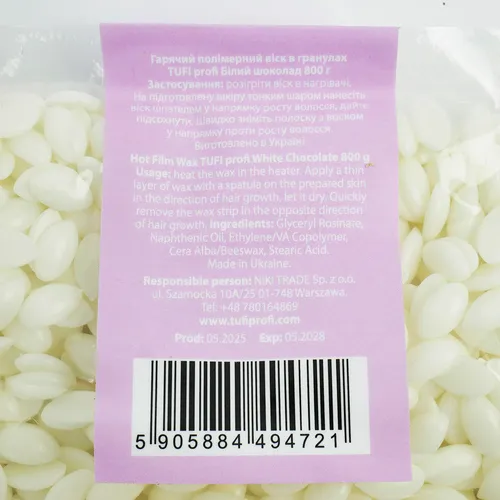 Гарячий полімерний віск в гранулах
TUFI profi Білий шоколад 800 г
Застосування: розігріти віск в нагрівачі.
На підготовлену шкіру тонким шаром нанесіть
віск шпателем у напрямку росту волосся, дайте
підсохнути. Швидко зніміть полоску з воском
у напрямку проти росту волосся.
Виготовлено в Україні
Hot Film Wax TUFI profi White Chocolate 800 g
Usage: heat the wax in the heater. Apply a thin
layer of wax with a spatula on the prepared skin
in the direction of hair growth, let it dry. Quickly
remove the wax strip in the opposite direction
of hair growth. Ingredients: Glyceryl Rosinate,
Naphthenic Oil, Ethylene/VA Copolymer,
Cera Alba/Beeswax, Stearic Acid.
Made in Ukraine.
Responsible person: NIKI TRADE Sp. z o.o.
ul. Szarnocka 10A/25 01-748 Warszawa.
Tel: +48 780164869
www.tufiprofi.com
Prod: 05.2025 Exp: 05.2028
5 905884 494721